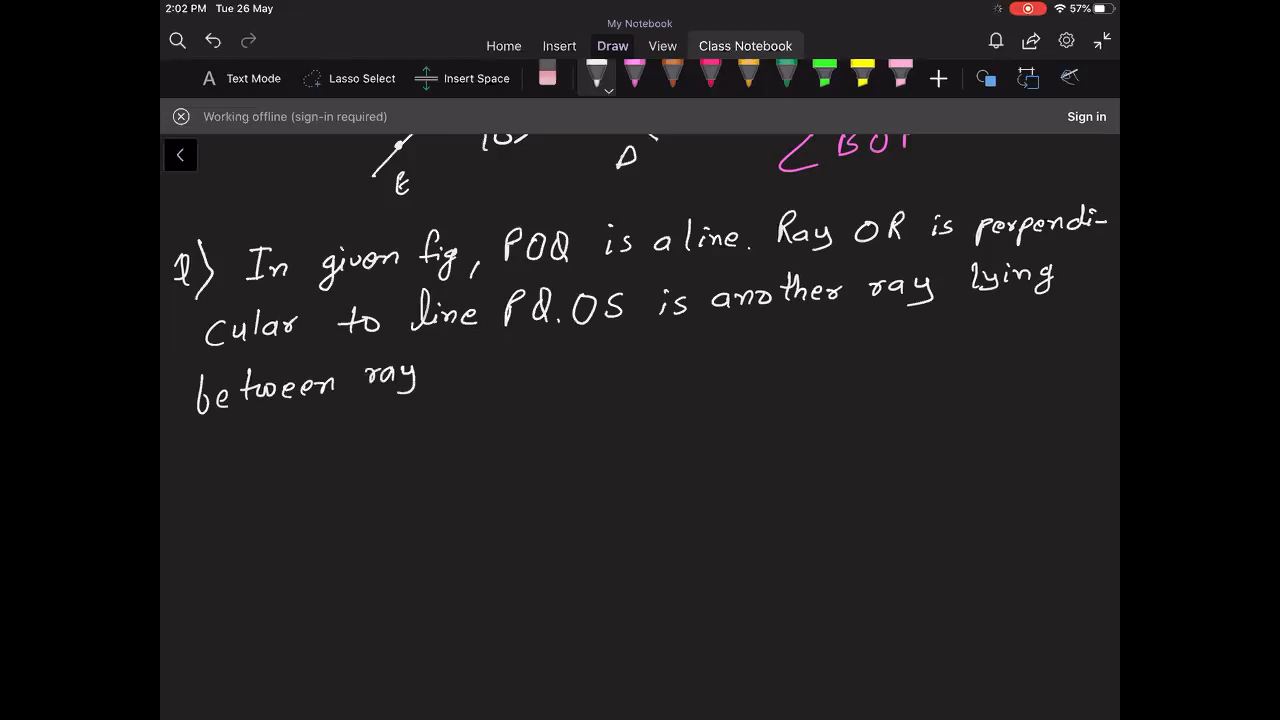 2:02 PM Tue 26 May
57%
My Notebook
Home Insert Draw View Class Notebook
Text Mode Lasso Select Insert Space
Working offline (sign-in required) Sign in
E D
Q) In given fig, POQ is a line. Ray OR is perpendi-
cular to line PQ. OS is another ray lying
between ray